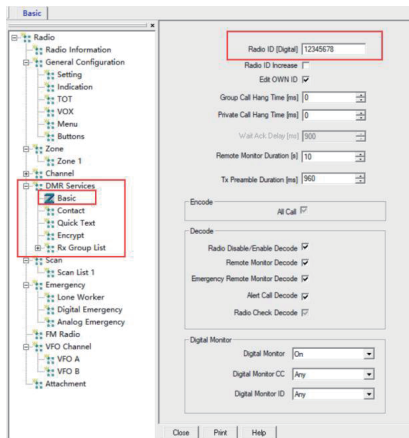 Basic
Radio
Radio Information
General Configuration
Setting
Indication
TOT
VOX
Menu
Buttons
Zone
Zone 1
Channel
DMR Services
Basic
Contact
Quick Text
Encrypt
Rx Group List
Scan
Scan List 1
Emergency
Lone Worker
Digital Emergency
Analog Emergency
FM Radio
VFO Channel
VFO A
VFO B
Attachment
Radio ID [Digital] 12345678
Radio ID Increase
Edit OWN ID
Group Call Hang Time [ms] 0
Private Call Hang Time [ms] 0
Wait Ack Delay [ms] 900
Remote Monitor Duration [s] 10
Tx Preamble Duration [ms] 960
Encode
All Call
Decode
Radio Disable/Enable Decode
Remote Monitor Decode
Emergency Remote Monitor Decode
Alert Call Decode
Radio Check Decode
Digital Monitor
Digital Monitor On
Digital Monitor CC Any
Digital Monitor ID Any
Close Print Help